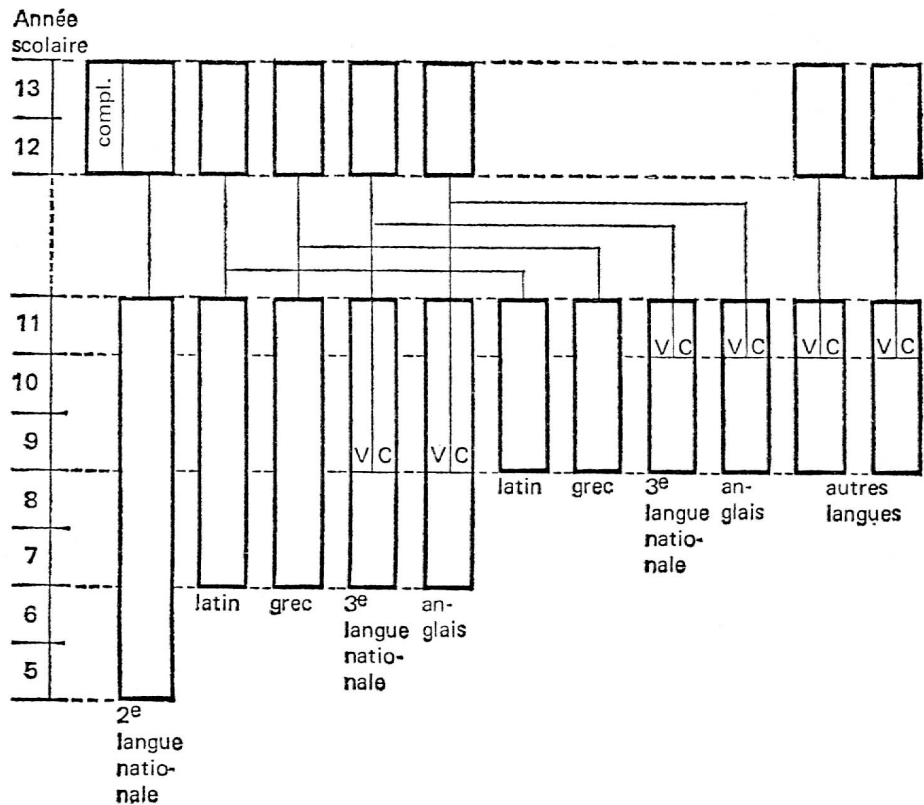 Année
scolaire
13
compl.
12
11
V C V C V C V C
10
9
V C V C
8
latin grec 3e an- autres
langue glais langues
natio-
nale
7
6
latin grec 3e an-
langue glais
natio-
nale
5
2e
langue
natio-
nale